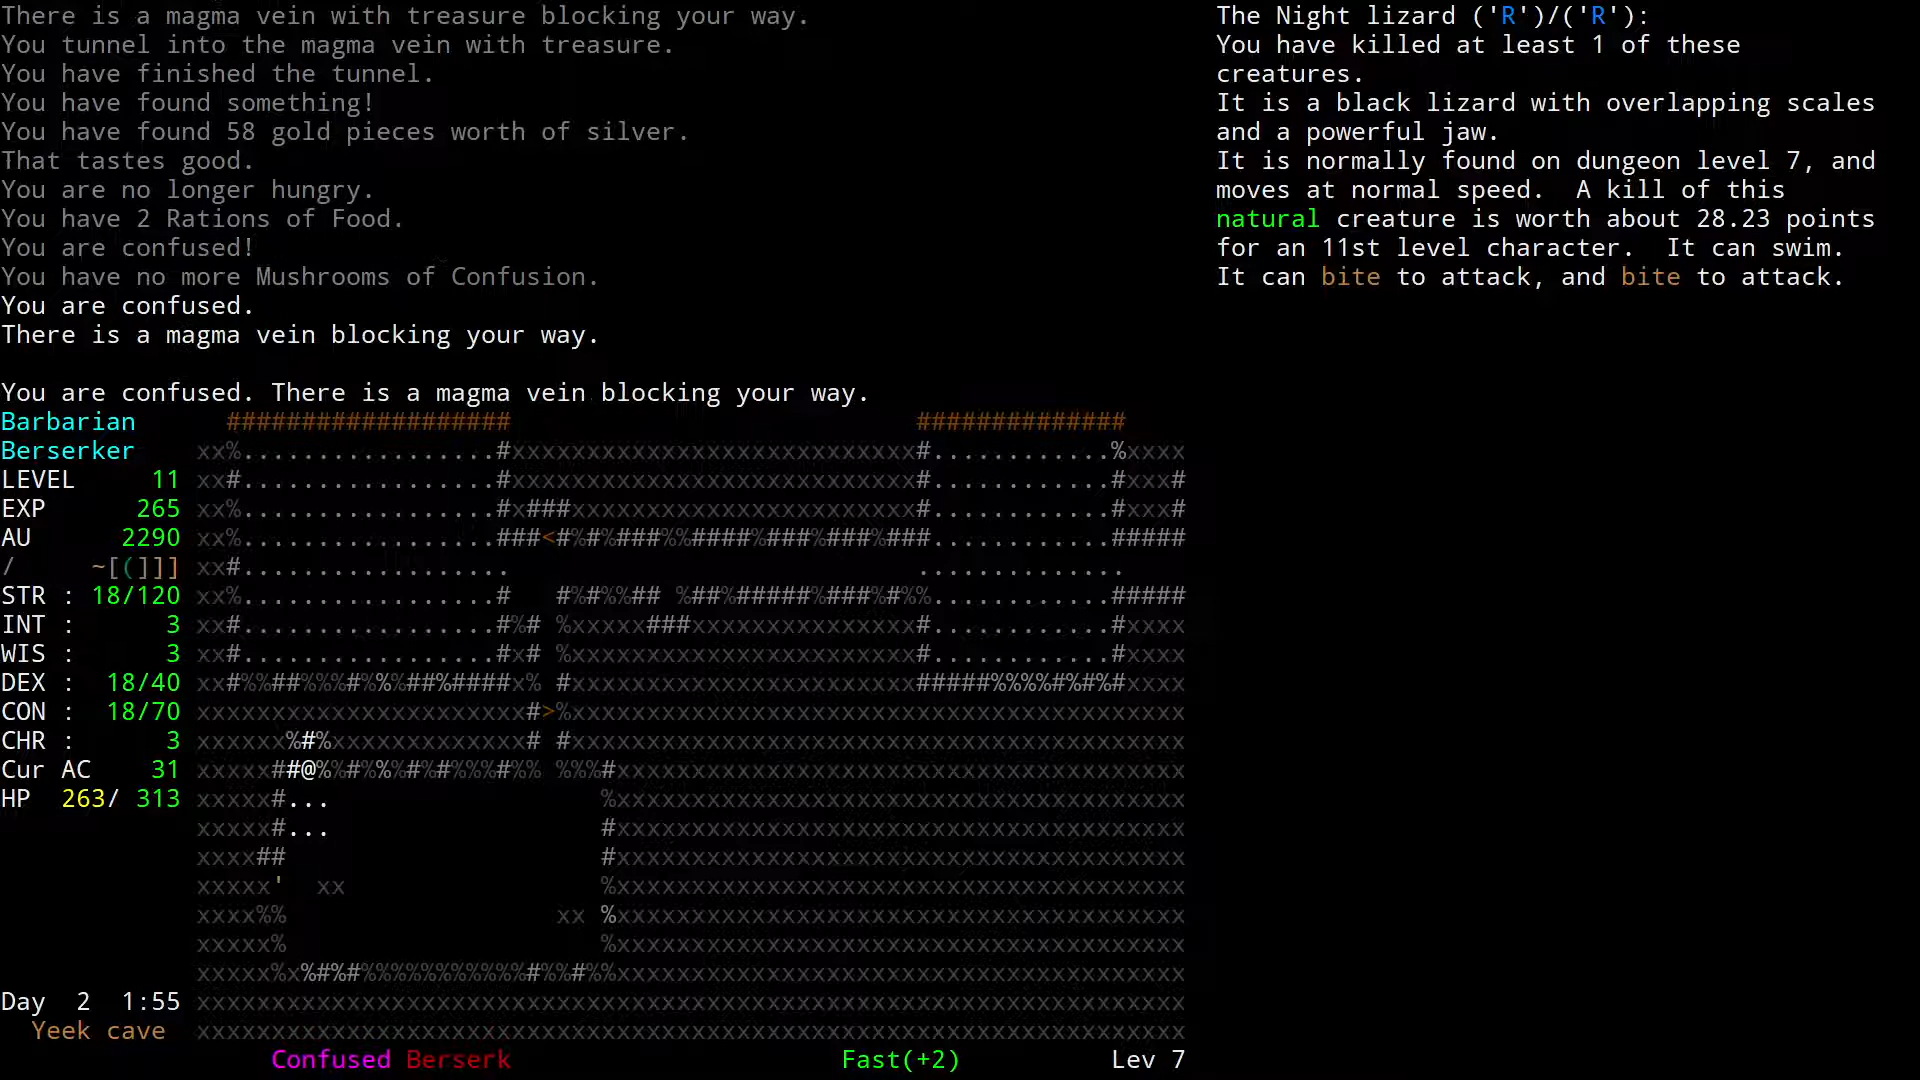 There is a magma vein with treasure blocking your way.
You tunnel into the magma vein with treasure.
You have finished the tunnel.
You have found something!
You have found 58 gold pieces worth of silver.
That tastes good.
You are no longer hungry.
You have 2 Rations of Food.
You are confused!
You have no more Mushrooms of Confusion.
You are confused.
There is a magma vein blocking your way.
You are confused. There is a magma vein blocking your way.
The Night lizard ('R')/('R'):
You have killed at least 1 of these
creatures.
It is a black lizard with overlapping scales
and a powerful jaw.
It is normally found on dungeon level 7, and
moves at normal speed.  A kill of this
natural creature is worth about 28.23 points
for an 11st level character.  It can swim.
It can bite to attack, and bite to attack.
Barbarian
Berserker
LEVEL 11
EXP 265
AU 2290
/ ~[(]]]
STR : 18/120
INT : 3
WIS : 3
DEX : 18/40
CON : 18/70
CHR : 3
Cur AC 31
HP 263/ 313
Day 2 1:55
Yeek cave
Confused Berserk Fast(+2) Lev 7